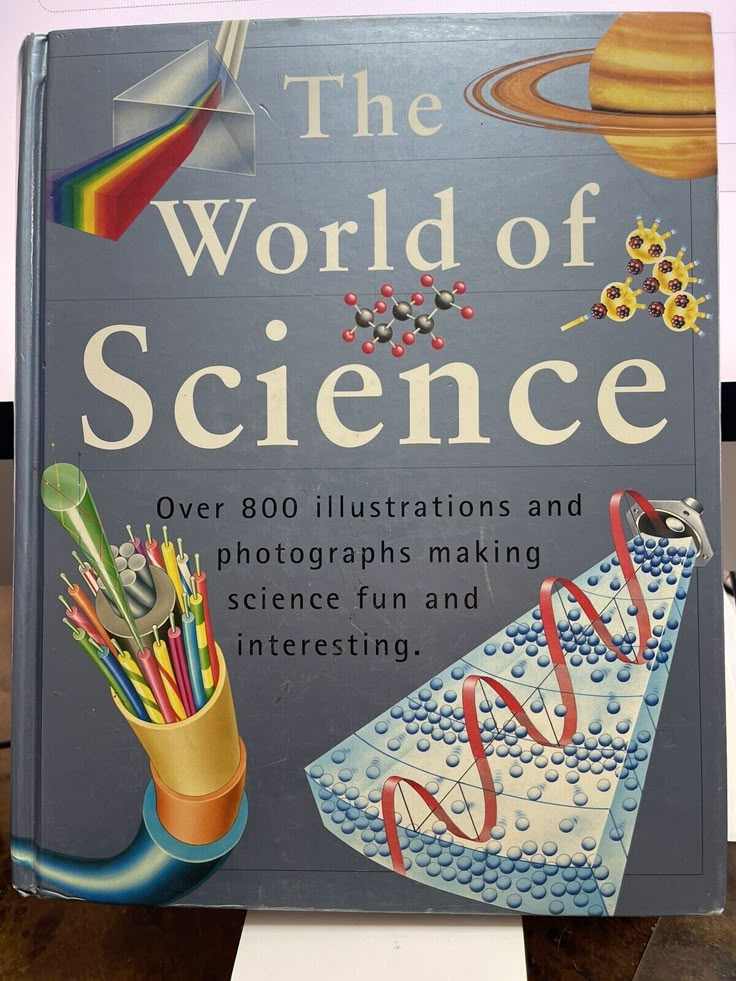 The
World of
Science
Over 800 illustrations and
photographs making
science fun and
interesting.